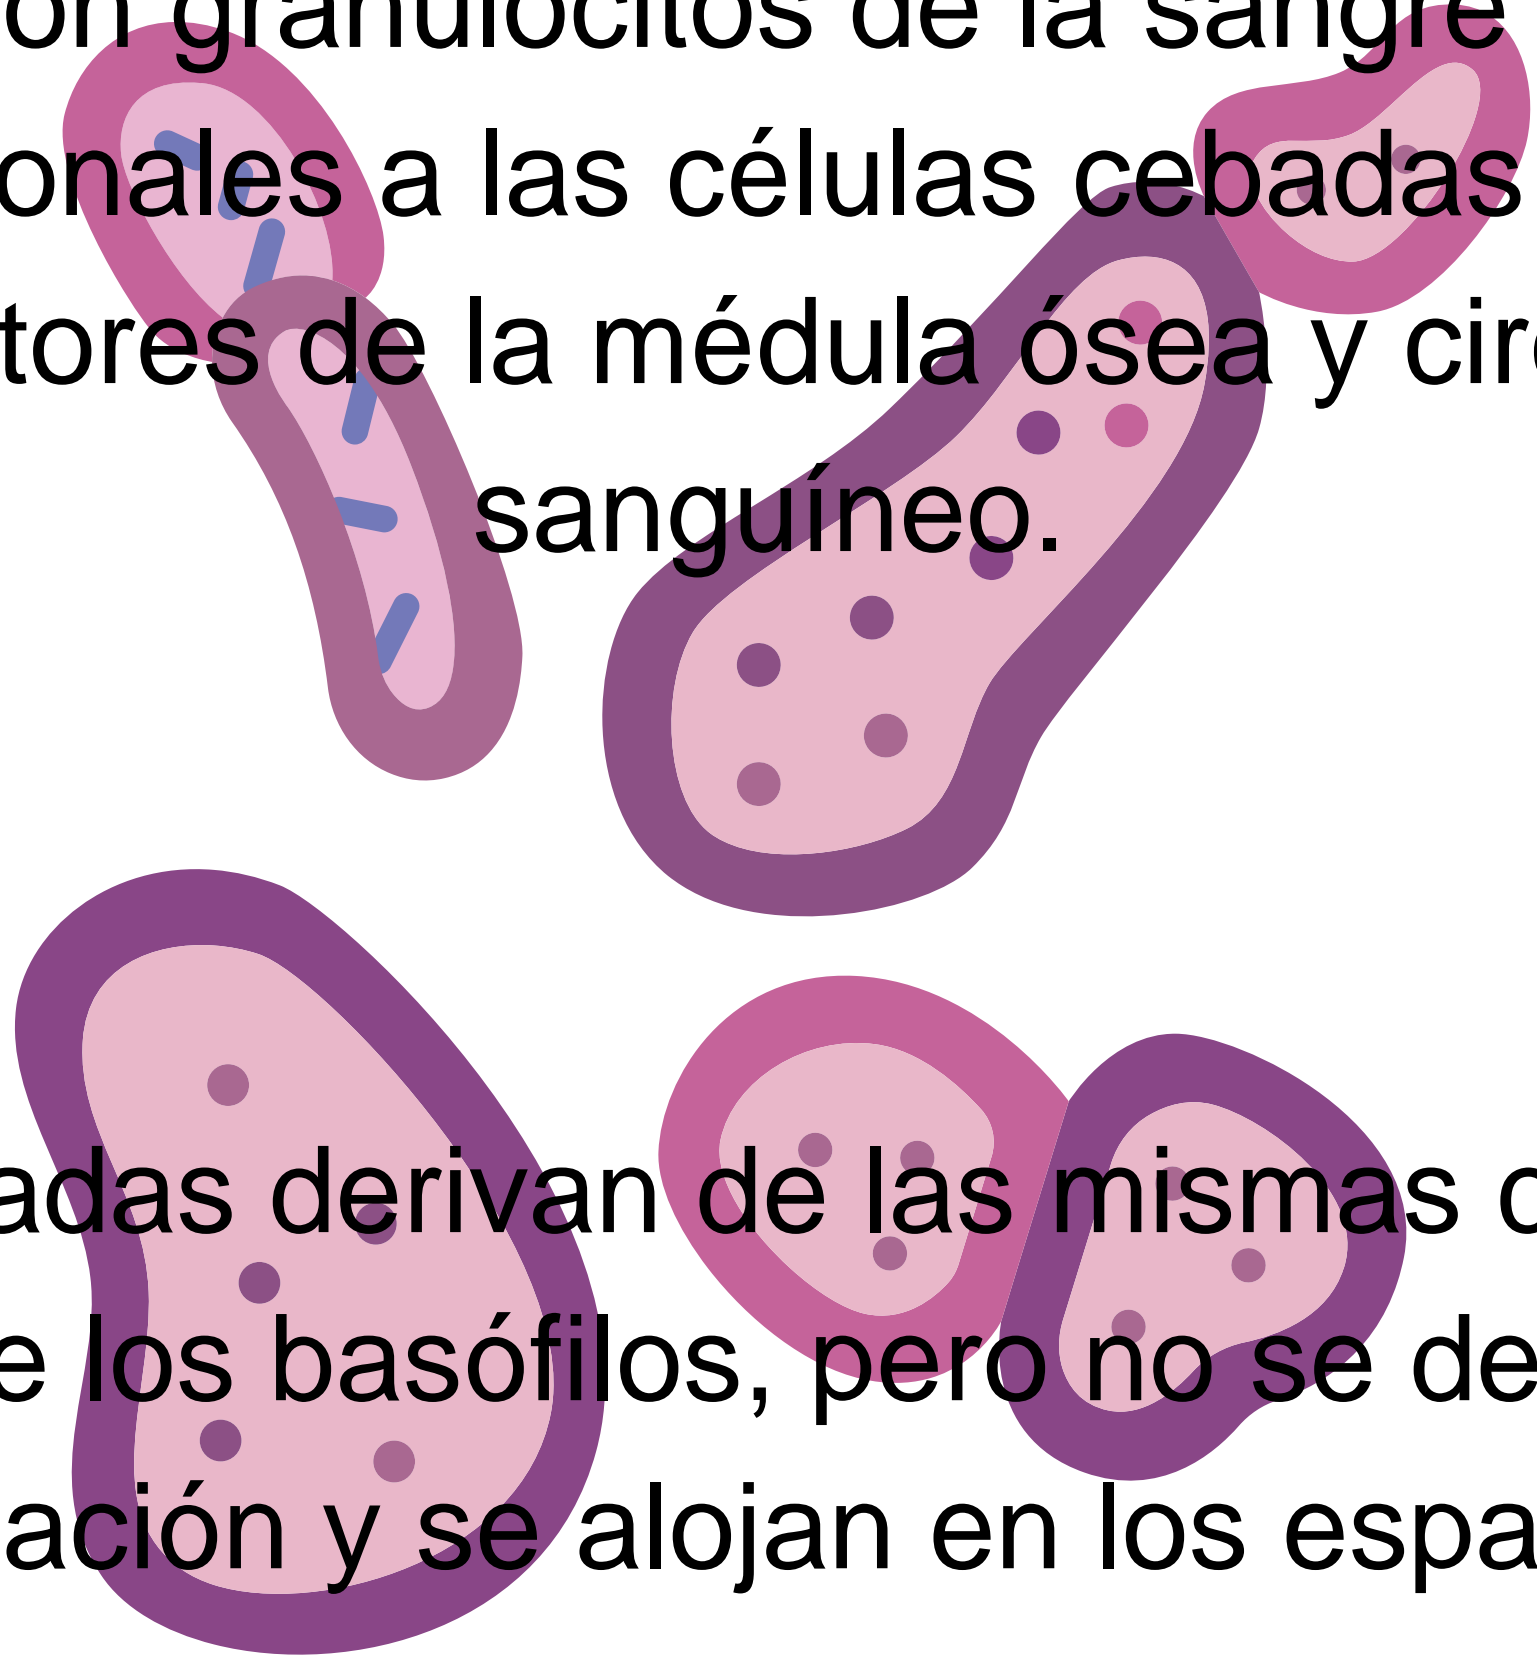 on granulocitos de la sangre
onales a las células cebadas
tores de la médula ósea y cir
sanguíneo.
adas derivan de las mismas
e los basófilos, pero no se de
ación y se alojan en los espa